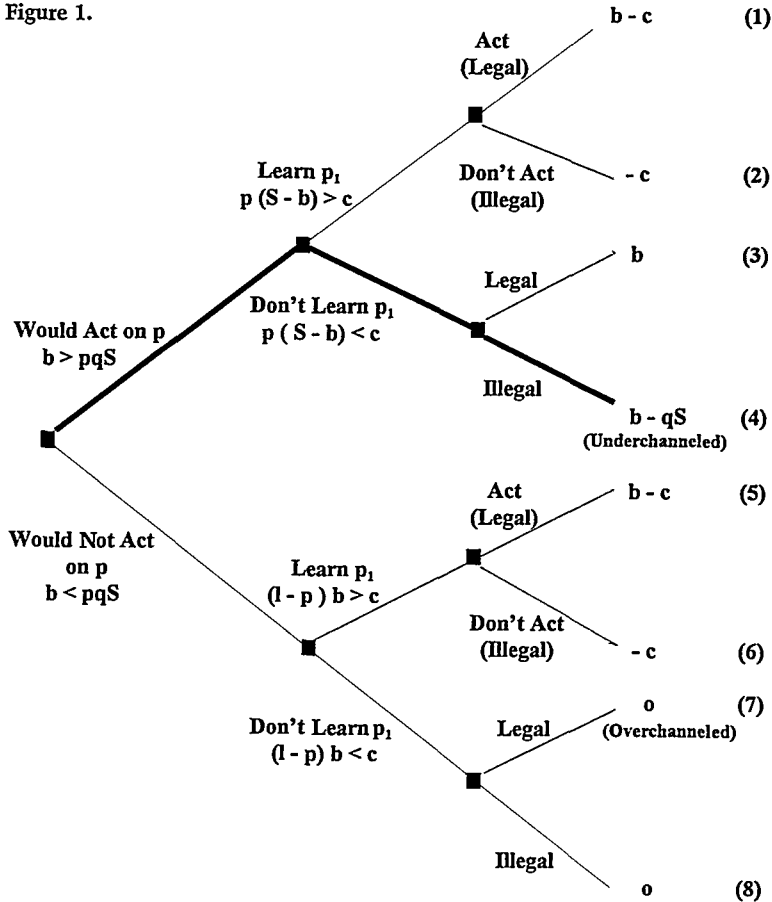 Figure 1.
b - c (1)
Act
(Legal)
Learn p₁
p (S - b) > c
Don't Act
(Illegal)
- c (2)
b (3)
Legal
Don't Learn p₁
p ( S - b) < c
Would Act on p
b > pqS
Illegal
b - qS (4)
(Underchanneled)
Act
(Legal)
b - c (5)
Would Not Act
on p
b < pqS
Learn p₁
(l - p ) b > c
Don't Act
(Illegal)
- c (6)
o (7)
(Overchanneled)
Legal
Don't Learn p₁
(l - p) b < c
Illegal
o (8)